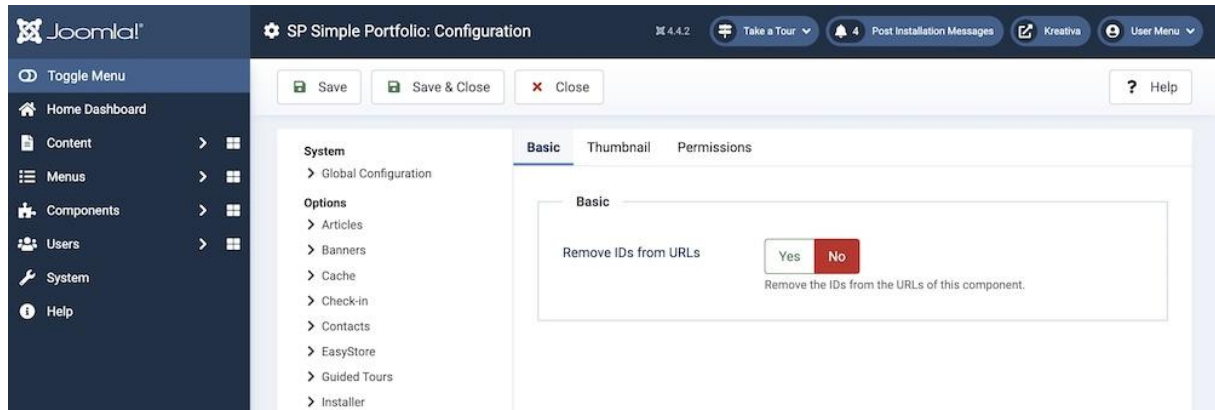 Joomla!®
SP Simple Portfolio: Configuration
4.4.2
Take a Tour
4 Post Installation Messages
Kreativa
User Menu
Toggle Menu
Home Dashboard
Content
Menus
Components
Users
System
Help
Save
Save & Close
Close
? Help
System
Global Configuration
Options
Articles
Banners
Cache
Check-in
Contacts
EasyStore
Guided Tours
Installer
Basic Thumbnail Permissions
Basic
Remove IDs from URLs
Yes No
Remove the IDs from the URLs of this component.